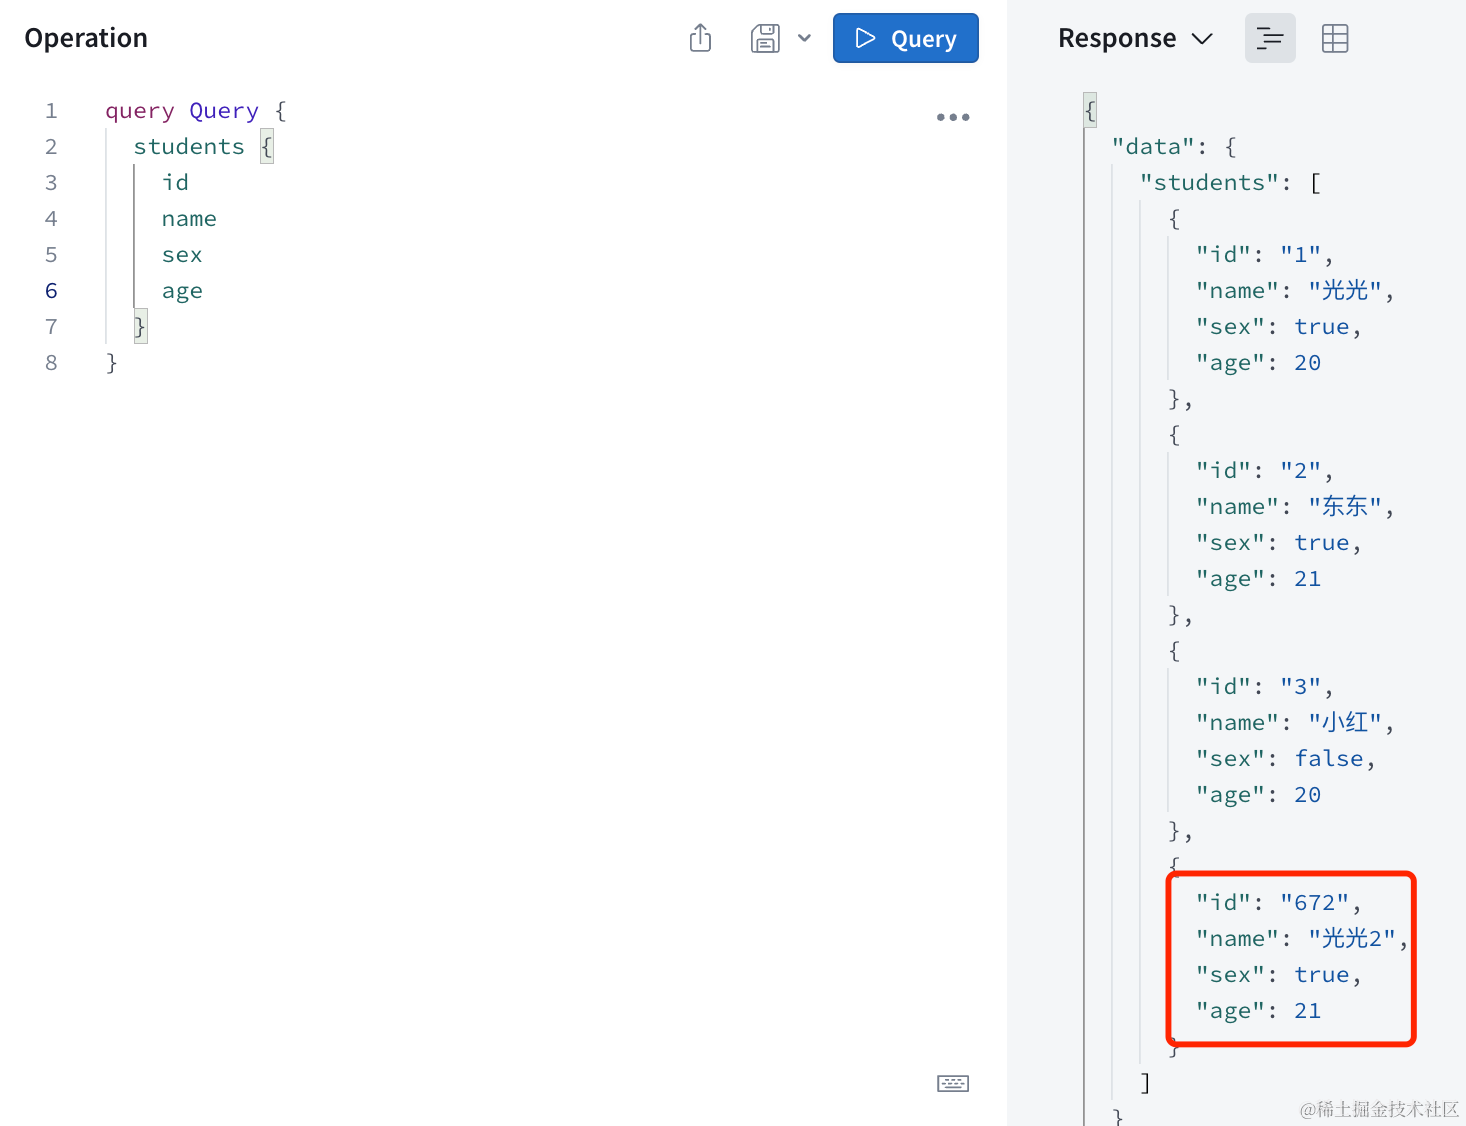 Operation
Query
1 query Query {
2 students {
3 id
4 name
5 sex
6 age
7 }
8 }
Response
{
"data": {
"students": [
{
"id": "1",
"name": "光光",
"sex": true,
"age": 20
},
{
"id": "2",
"name": "东东",
"sex": true,
"age": 21
},
{
"id": "3",
"name": "小红",
"sex": false,
"age": 20
},
{
"id": "672",
"name": "光光2",
"sex": true,
"age": 21
}
]
}
@稀土掘金技术社区